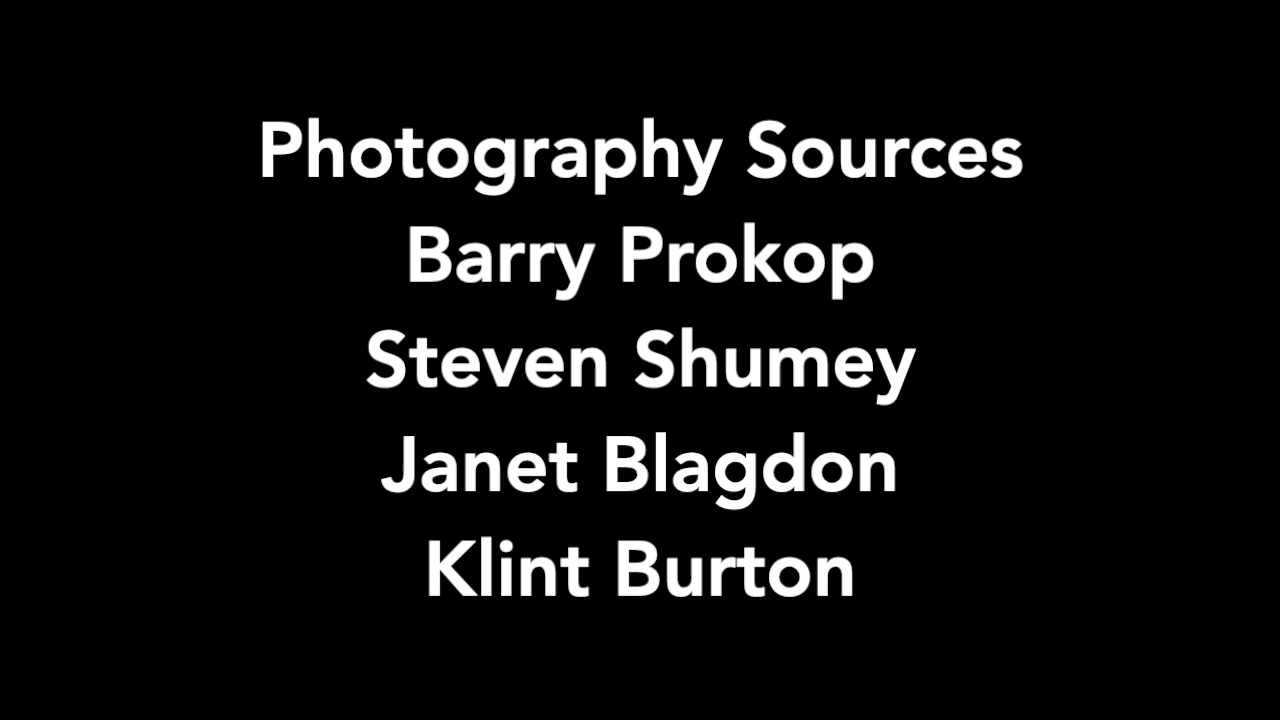 Photography Sources
Barry Prokop
Steven Shumey
Janet Blagdon
Klint Burton